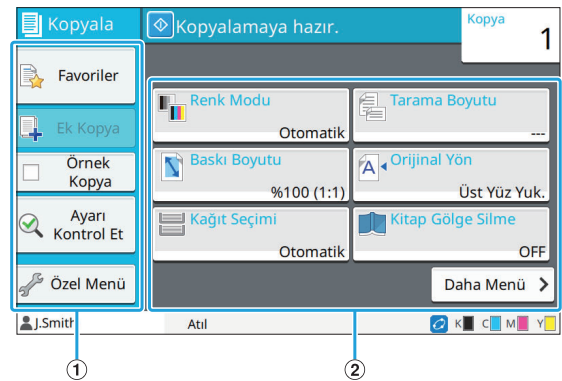 Kopyala
Kopyalamaya hazır.
Kopya
1
Favoriler
Ek Kopya
Örnek
Kopya
Ayarı
Kontrol Et
Özel Menü
Renk Modu
Otomatik
Tarama Boyutu
---
Baskı Boyutu
%100 (1:1)
A
Orijinal Yön
Üst Yüz Yuk.
Kağıt Seçimi
Otomatik
Kitap Gölge Silme
OFF
Daha Menü
J.Smith
Atıl
K C M Y
1 2